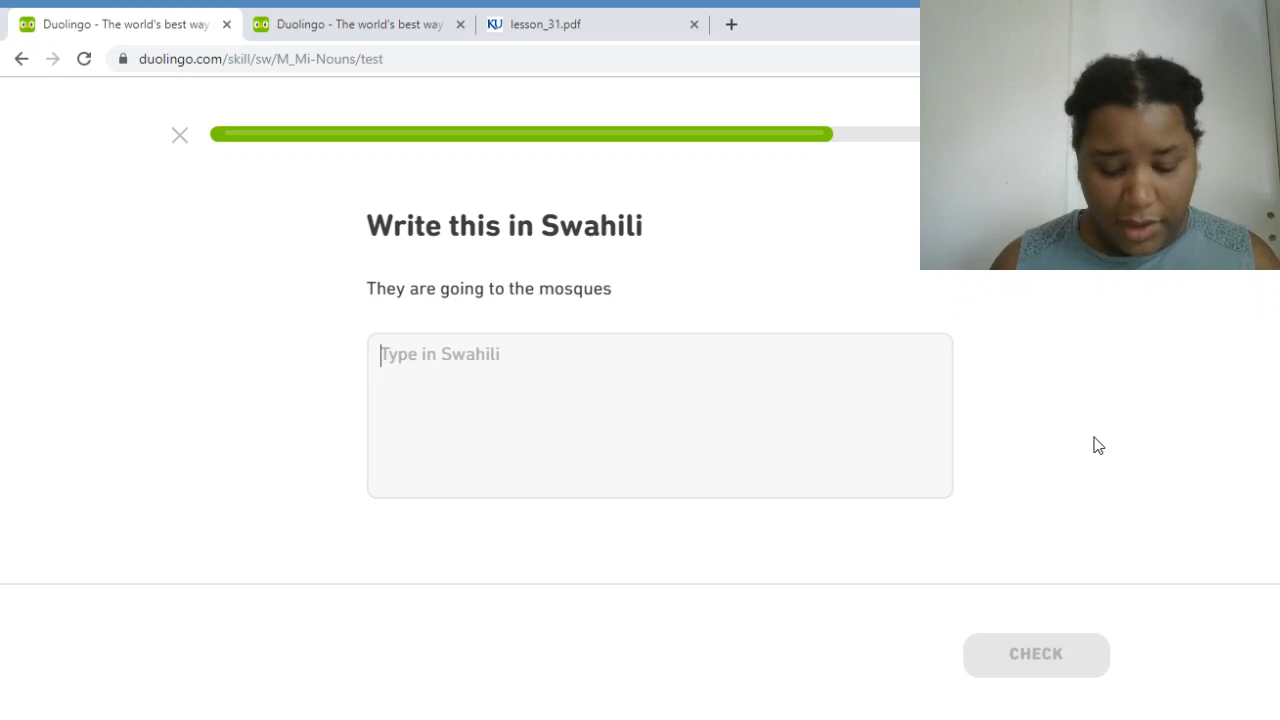 Duolingo - The world's best way
Duolingo - The world's best way
KU lesson_31.pdf
duolingo.com/skill/sw/M_Mi-Nouns/test
Write this in Swahili
They are going to the mosques
Type in Swahili
CHECK